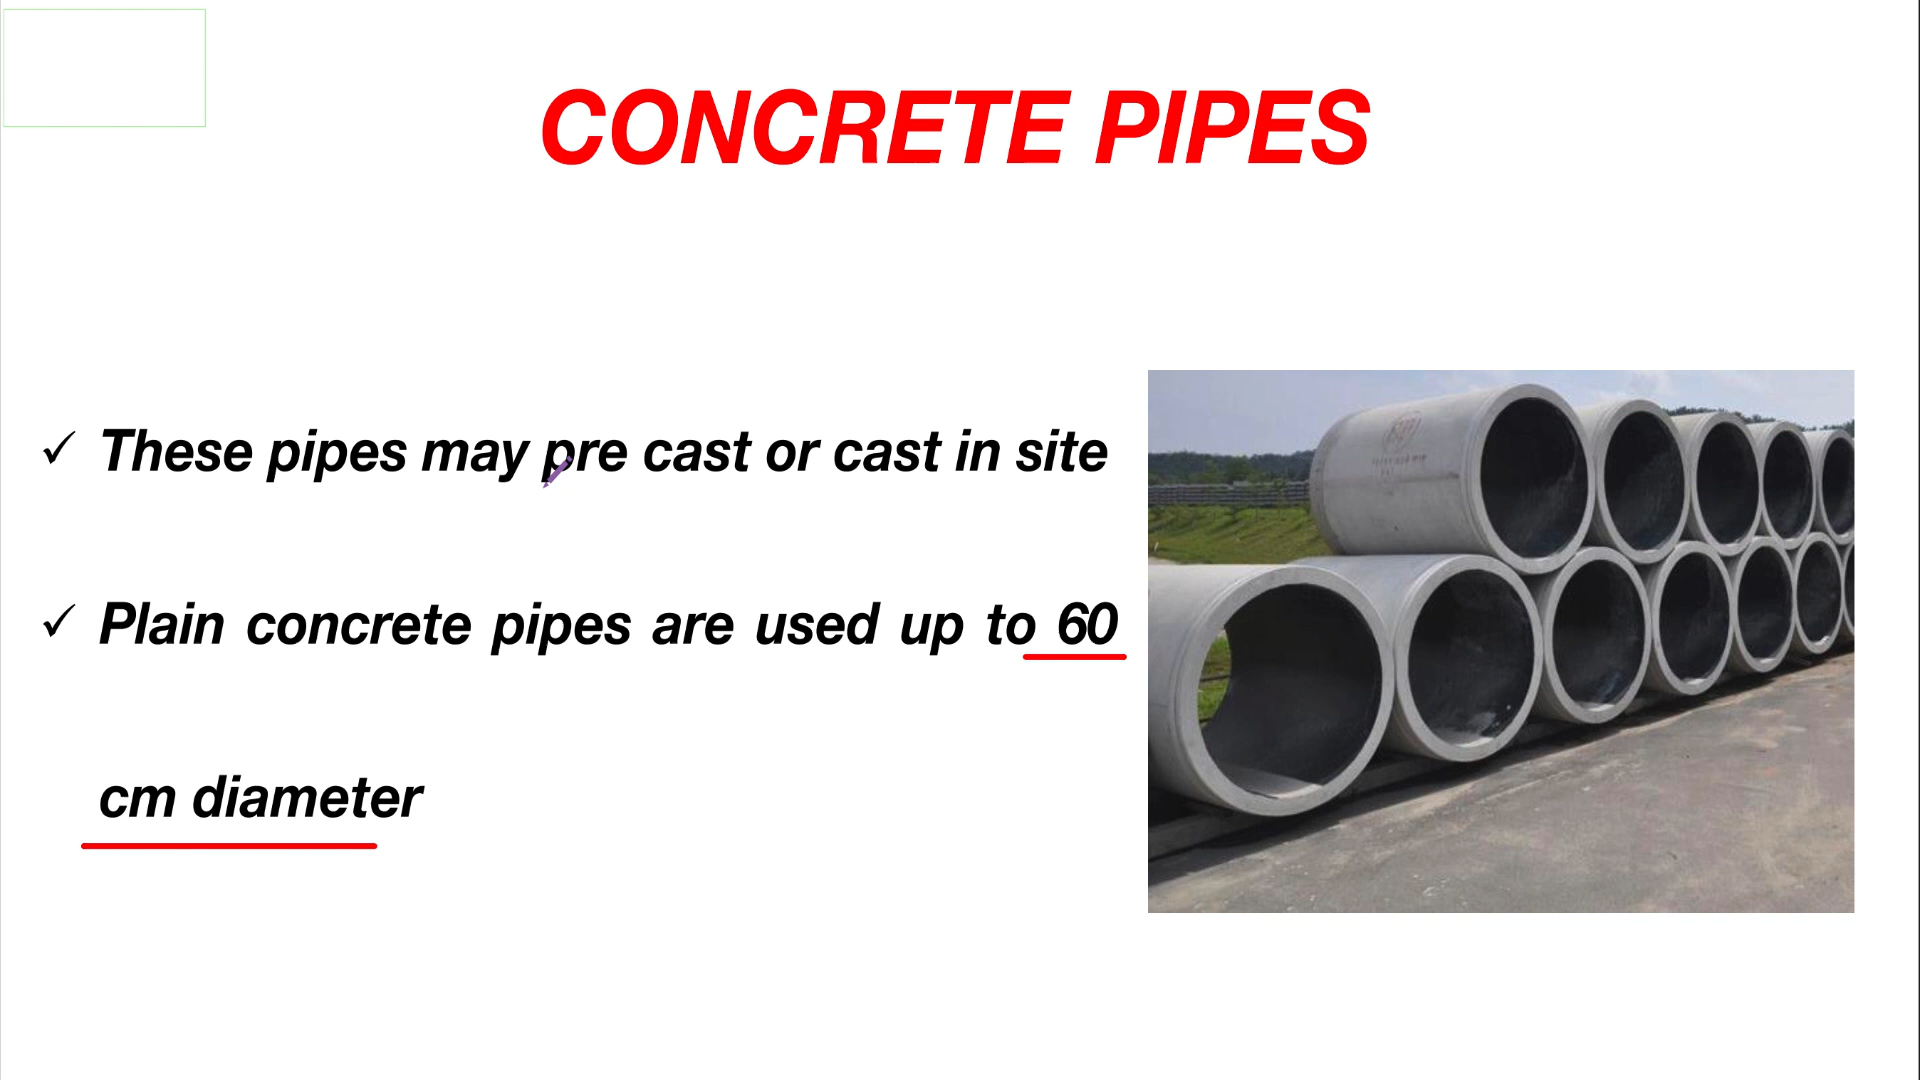 CONCRETE PIPES
✓ These pipes may pre cast or cast in site
✓ Plain concrete pipes are used up to 60
cm diameter